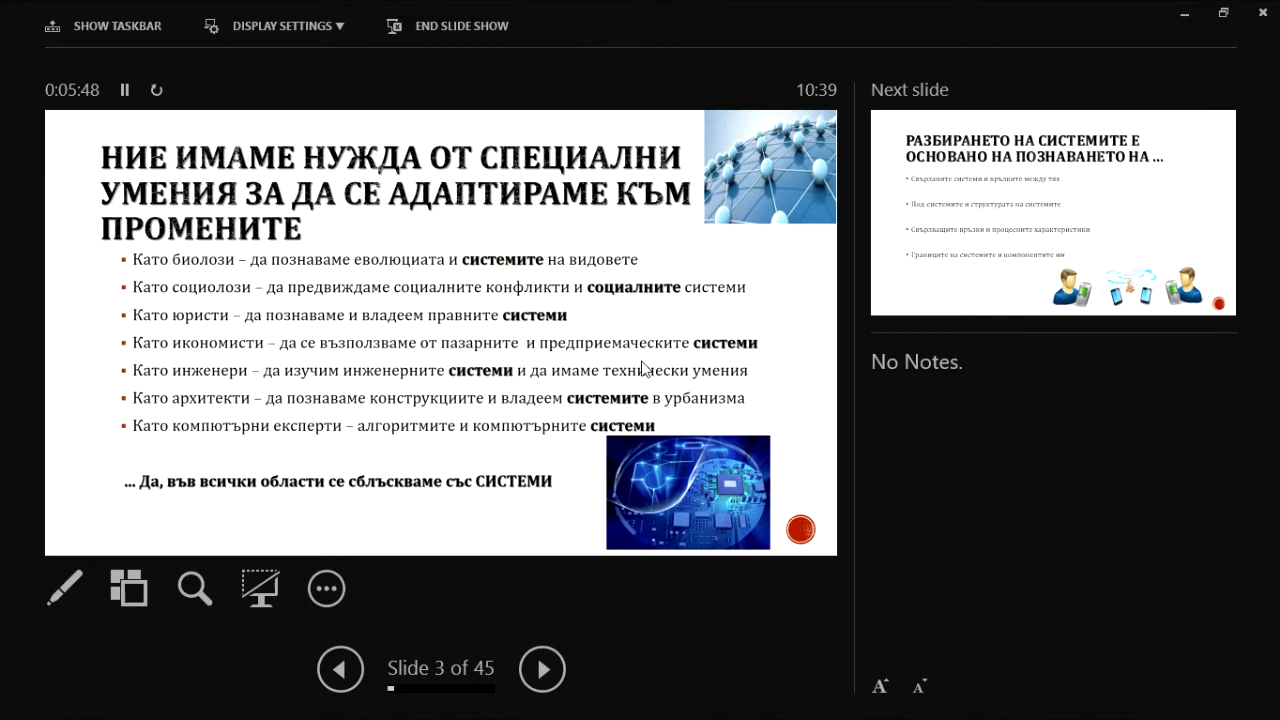 SHOW TASKBAR
DISPLAY SETTINGS ▼
END SLIDE SHOW
0:05:48
10:39
НИЕ ИМАМЕ НУЖДА ОТ СПЕЦИАЛНИ
УМЕНИЯ ЗА ДА СЕ АДАПТИРАМЕ КЪМ
ПРОМЕНИТЕ
▪ Като биолози – да познаваме еволюцията и системите на видовете
▪ Като социолози – да предвиждаме социалните конфликти и социалните системи
▪ Като юристи – да познаваме и владеем правните системи
▪ Като икономисти – да се възползваме от пазарните и предприемаческите системи
▪ Като инженери – да изучим инженерните системи и да имаме технически умения
▪ Като архитекти – да познаваме конструкциите и владеем системите в урбанизма
▪ Като компютърни експерти – алгоритмите и компютърните системи
... Да, във всички области се сблъскваме със СИСТЕМИ
Next slide
РАЗБИРАНЕТО НА СИСТЕМИТЕ Е
ОСНОВАНО НА ПОЗНАВАНЕТО НА ...
▪ Свързаните системи и връзките между тях
▪ Под-системите и структурата на системите
▪ Свързващите връзки и процесните характеристики
▪ Границите на системите и компонентите им
No Notes.
Slide 3 of 45
A A